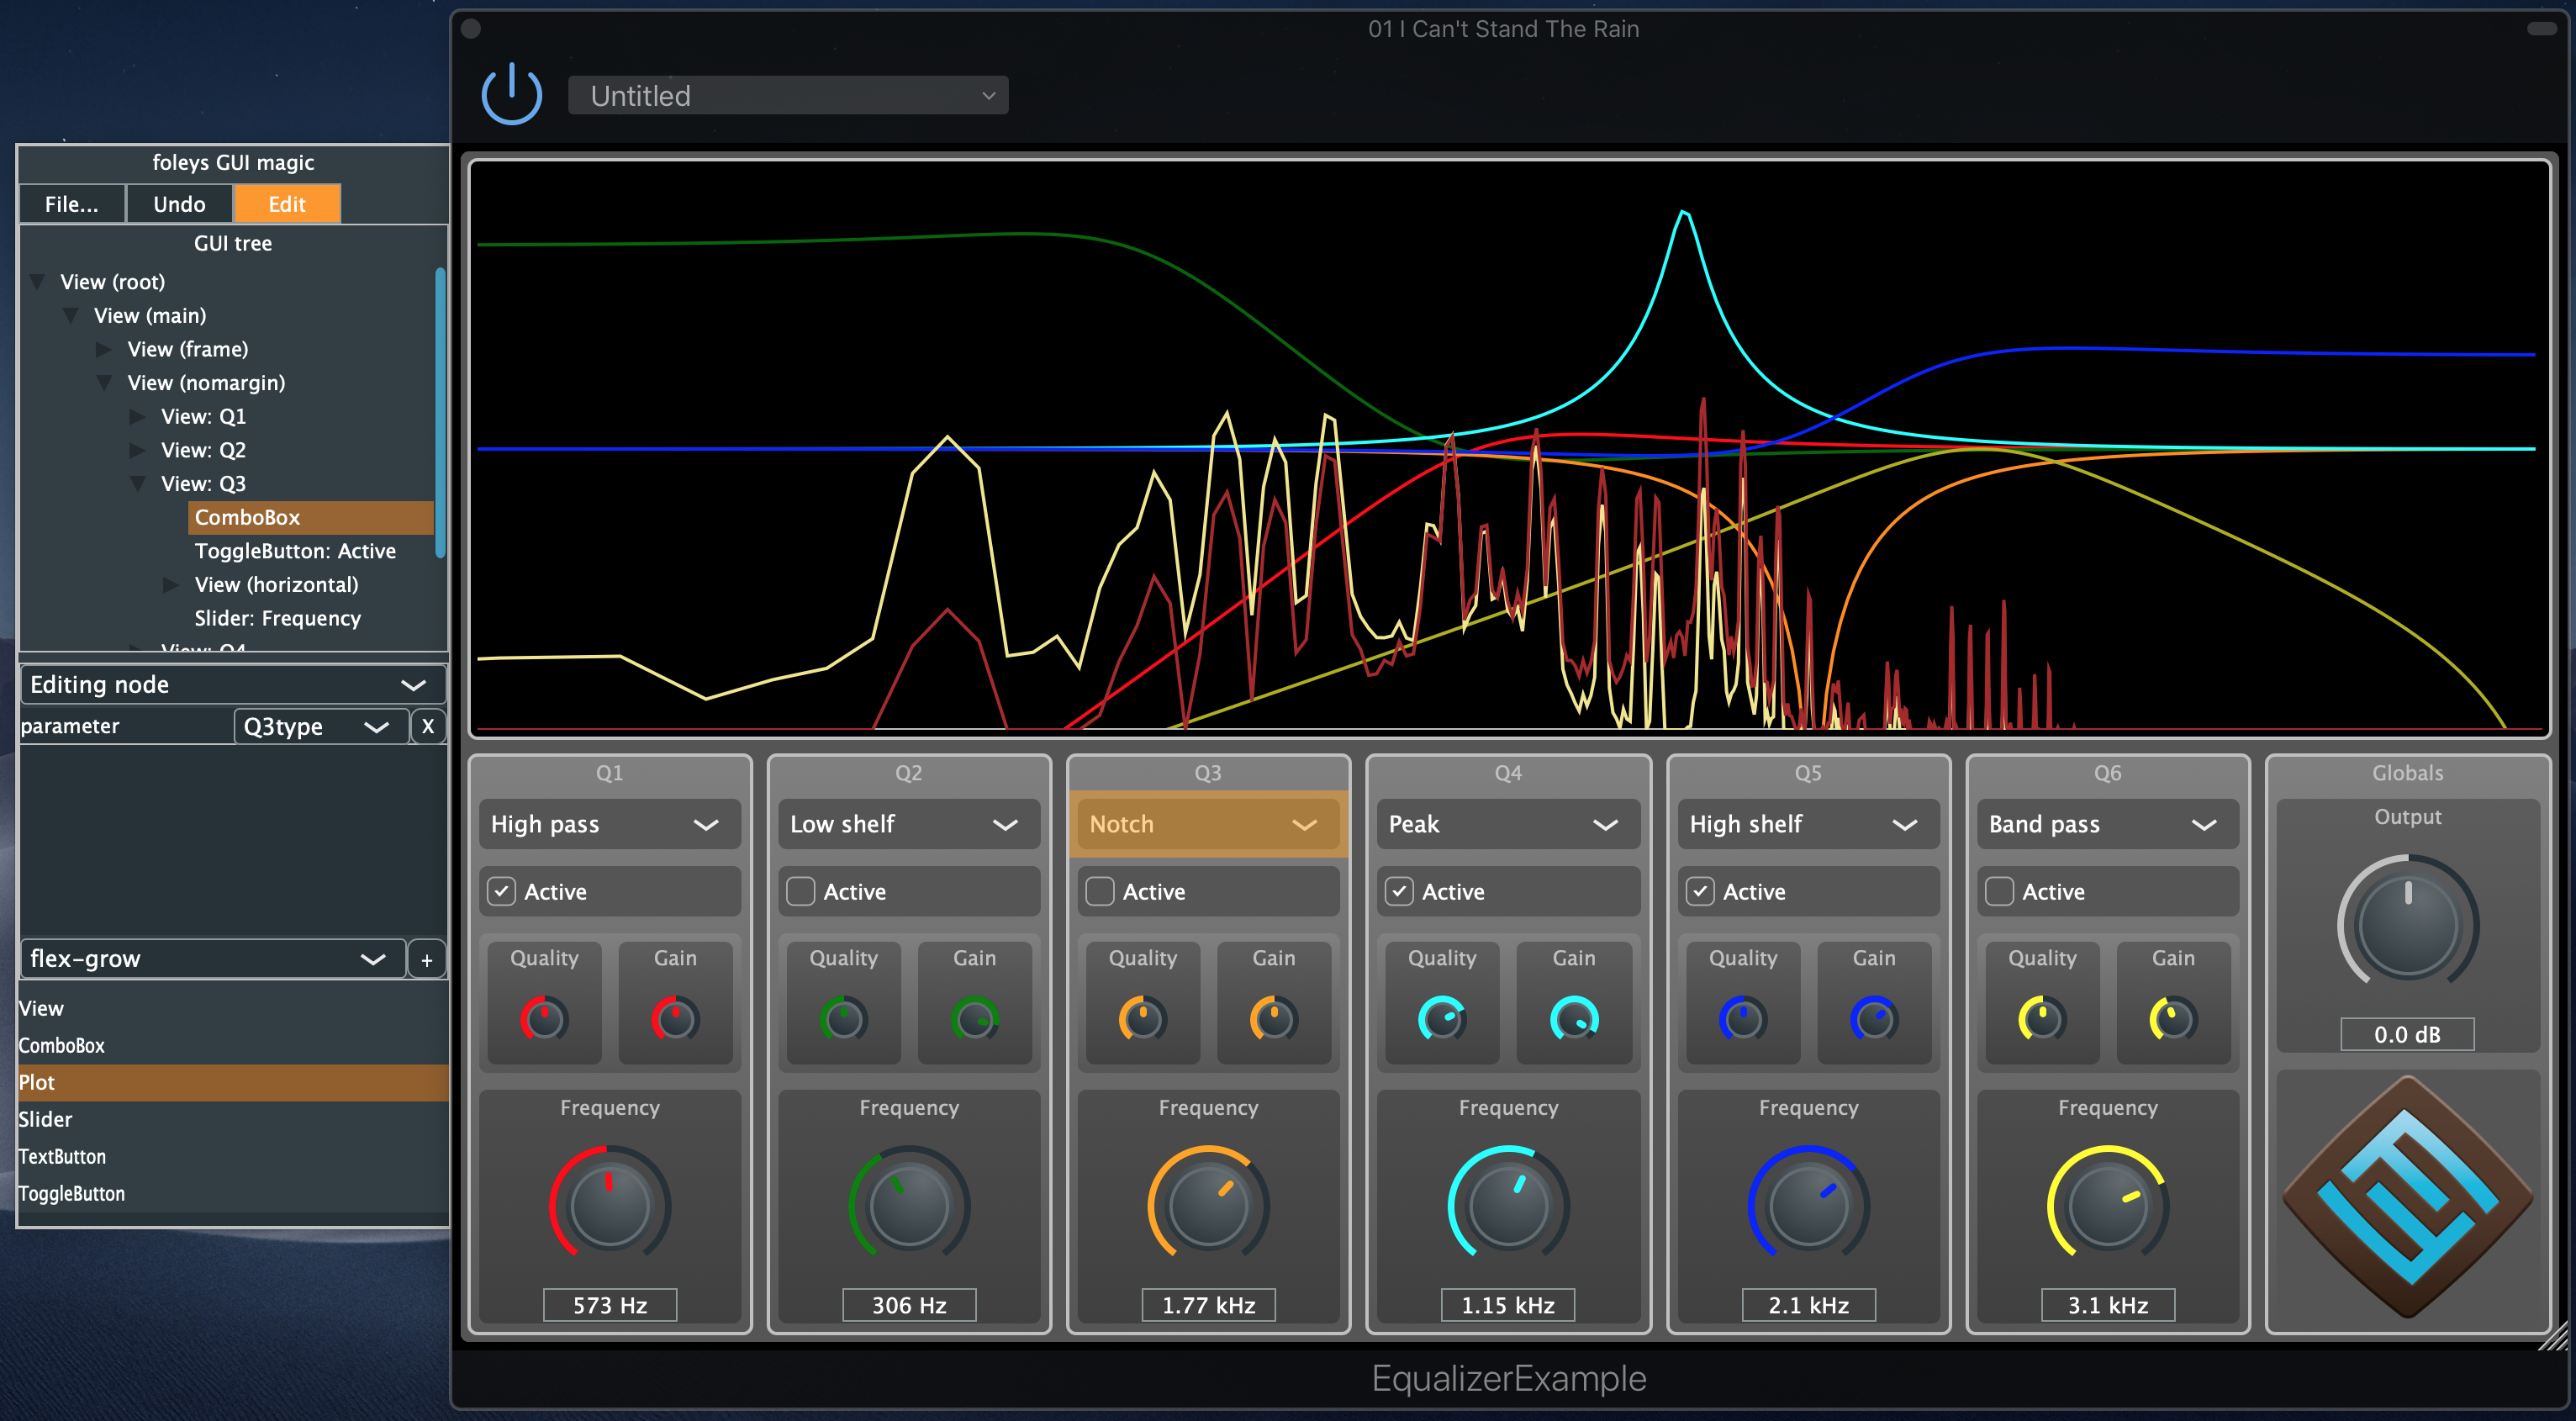 01 I Can't Stand The Rain
Untitled
foleys GUI magic
File... Undo Edit
GUI tree
View (root)
View (main)
View (frame)
View (nomargin)
View: Q1
View: Q2
View: Q3
ComboBox
ToggleButton: Active
View (horizontal)
Slider: Frequency
View: Q4
Editing node
parameter Q3type X
flex-grow +
View
ComboBox
Plot
Slider
TextButton
ToggleButton
Q1 Q2 Q3 Q4 Q5 Q6 Globals
High pass Low shelf Notch Peak High shelf Band pass Output
Active Active Active Active Active Active
Quality Gain Quality Gain Quality Gain Quality Gain Quality Gain Quality Gain
0.0 dB
Frequency Frequency Frequency Frequency Frequency Frequency
573 Hz 306 Hz 1.77 kHz 1.15 kHz 2.1 kHz 3.1 kHz
EqualizerExample